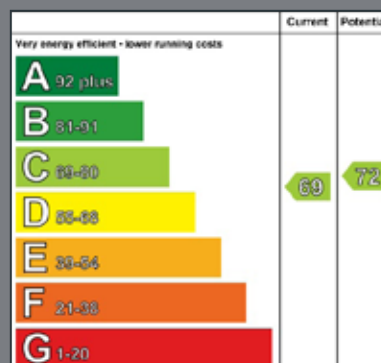 Current Potenti
Very energy efficient - lower running costs
A 92 plus
B 81-91
C 69-80
69 72
D 55-68
E 39-54
F 21-38
G 1-20